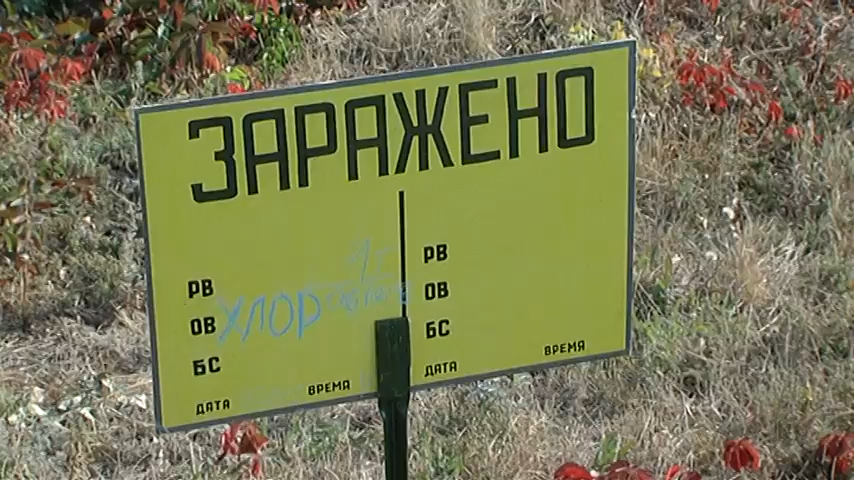 ЗАРАЖЕНО
РВ
ОВ ХЛОР
БС
ДАТА ВРЕМЯ
РВ
ОВ
БС
ДАТА ВРЕМЯ